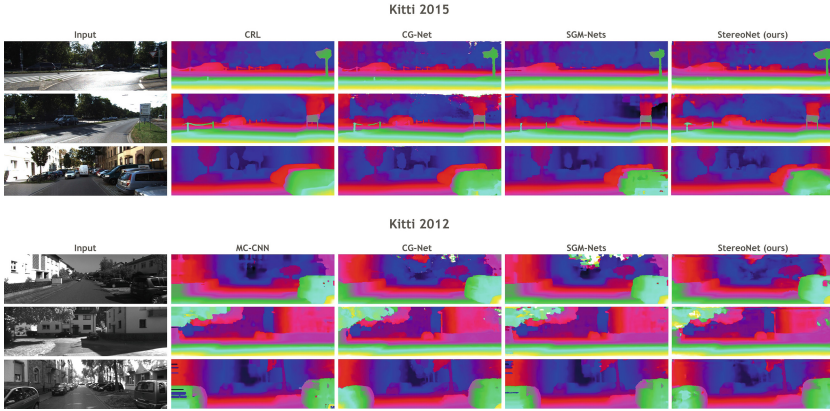 Kitti 2015
Input CRL CG-Net SGM-Nets StereoNet (ours)
Kitti 2012
Input MC-CNN CG-Net SGM-Nets StereoNet (ours)